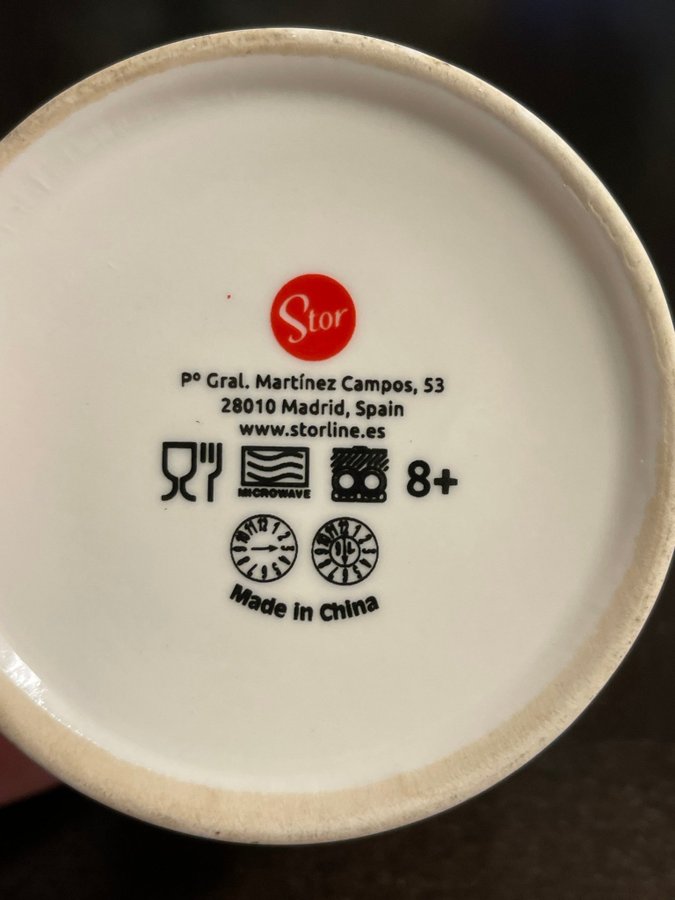 Stor
Pº Gral. Martínez Campos, 53
28010 Madrid, Spain
www.storline.es
MICROWAVE
8+
Made in China